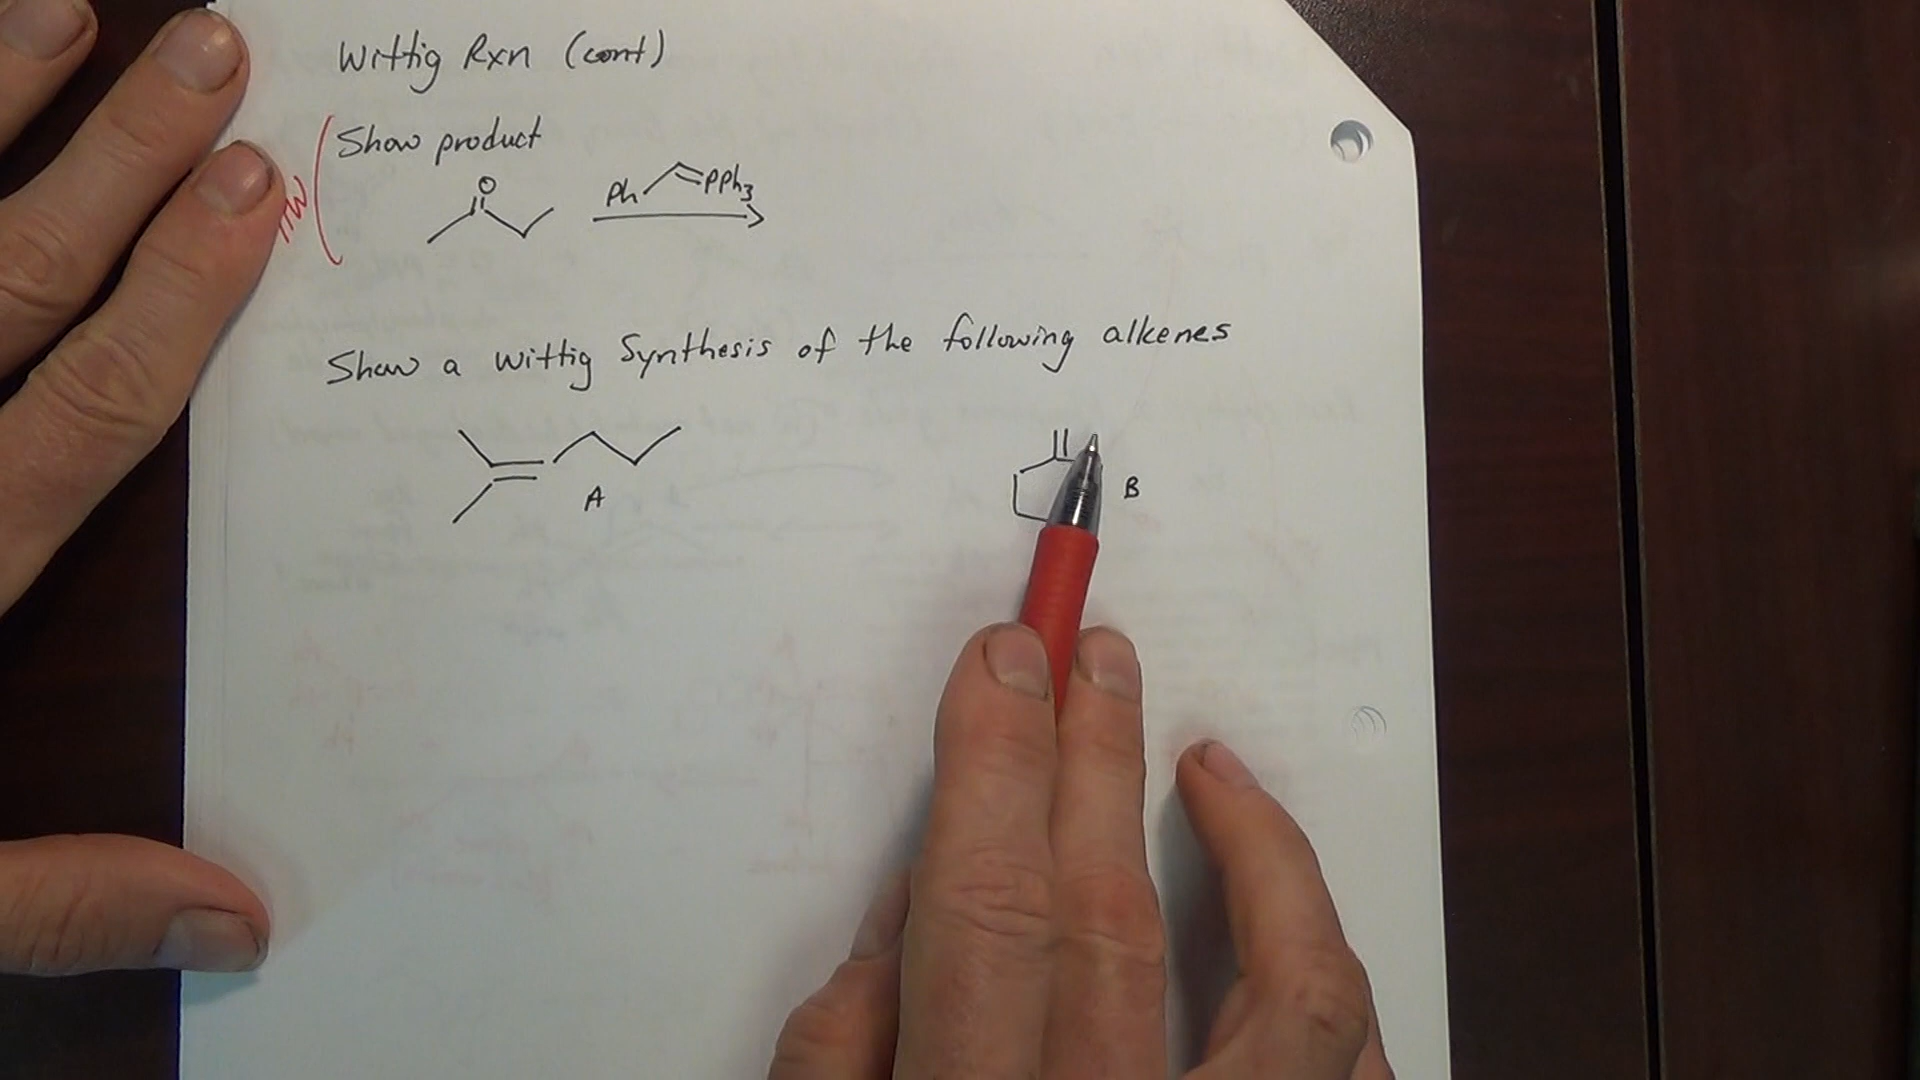 Wittig Rxn (cont)
HW
Show product
O
Ph PPh3
Show a Wittig Synthesis of the following alkenes
A
B